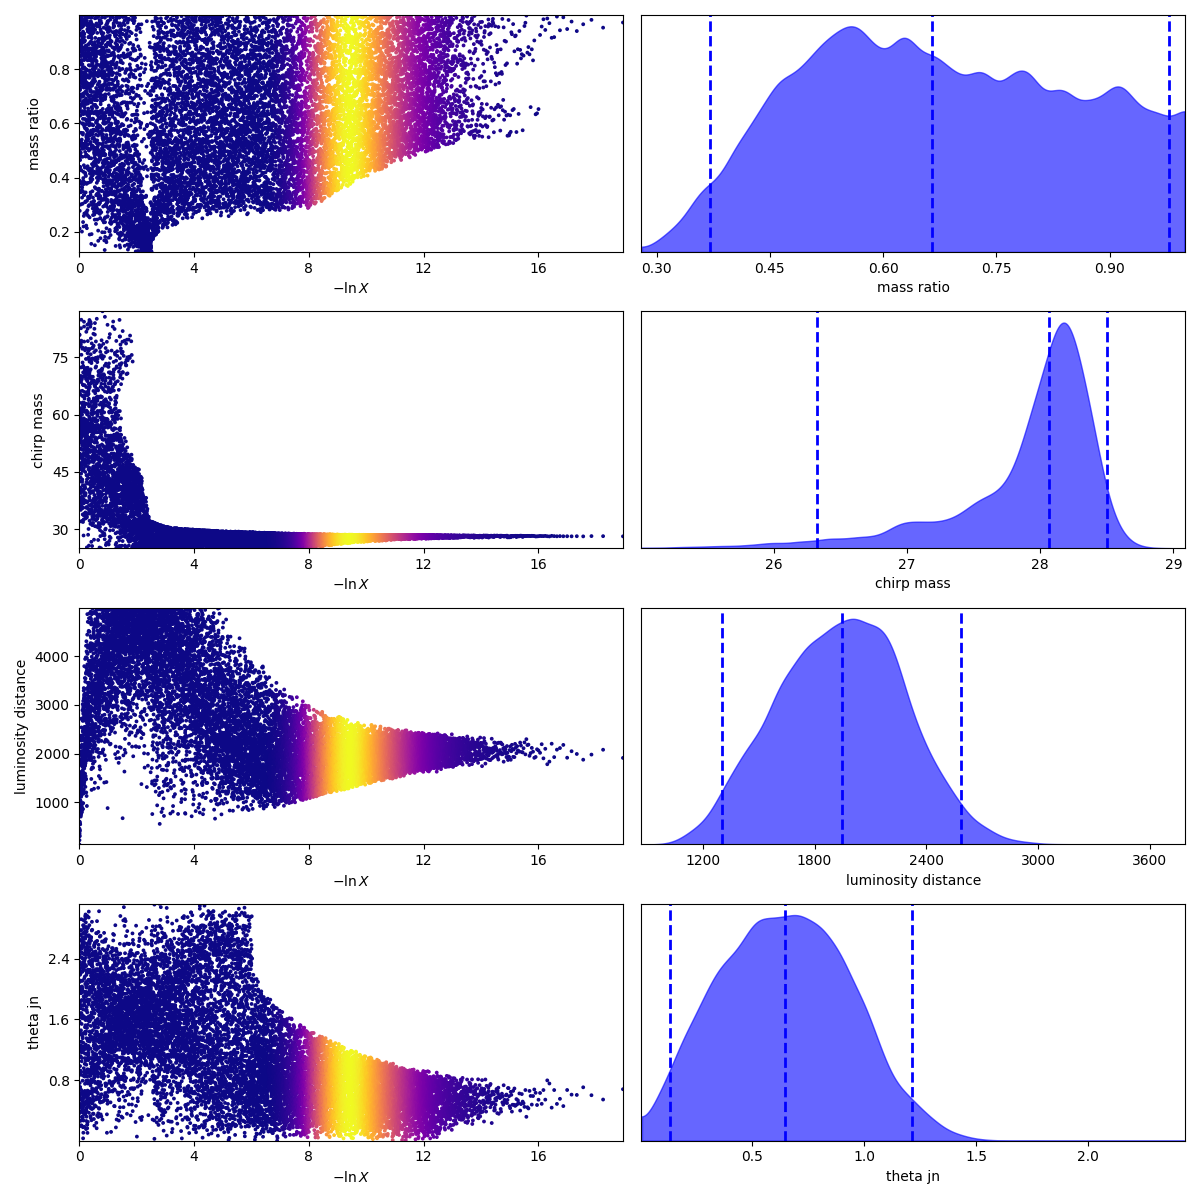 mass ratio
0.8
0.6
0.4
0.2
0 4 8 12 16
−ln X
0.30 0.45 0.60 0.75 0.90
mass ratio
chirp mass
75
60
45
30
0 4 8 12 16
−ln X
26 27 28 29
chirp mass
luminosity distance
4000
3000
2000
1000
0 4 8 12 16
−ln X
1200 1800 2400 3000 3600
luminosity distance
theta jn
2.4
1.6
0.8
0 4 8 12 16
−ln X
0.5 1.0 1.5 2.0
theta jn